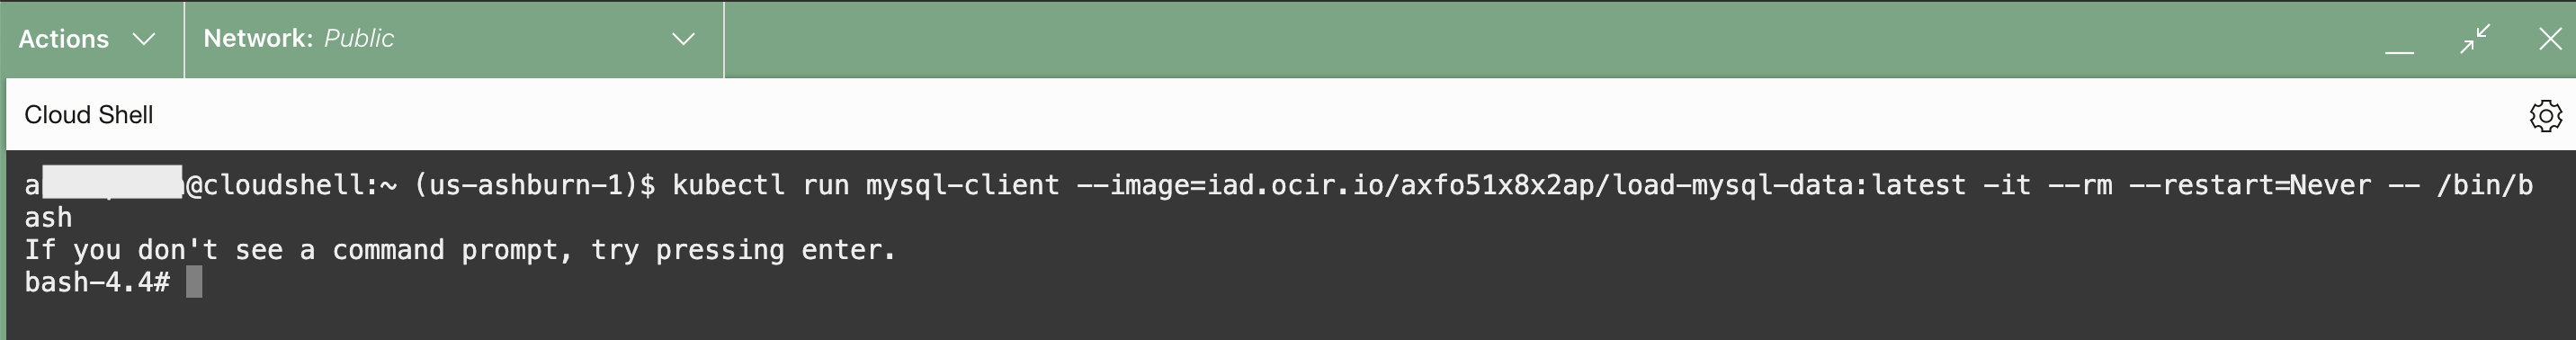 Actions
Network: Public
Cloud Shell
a@cloudshell:~ (us-ashburn-1)$ kubectl run mysql-client --image=iad.ocir.io/axfo51x8x2ap/load-mysql-data:latest -it --rm --restart=Never -- /bin/b
ash
If you don't see a command prompt, try pressing enter.
bash-4.4#